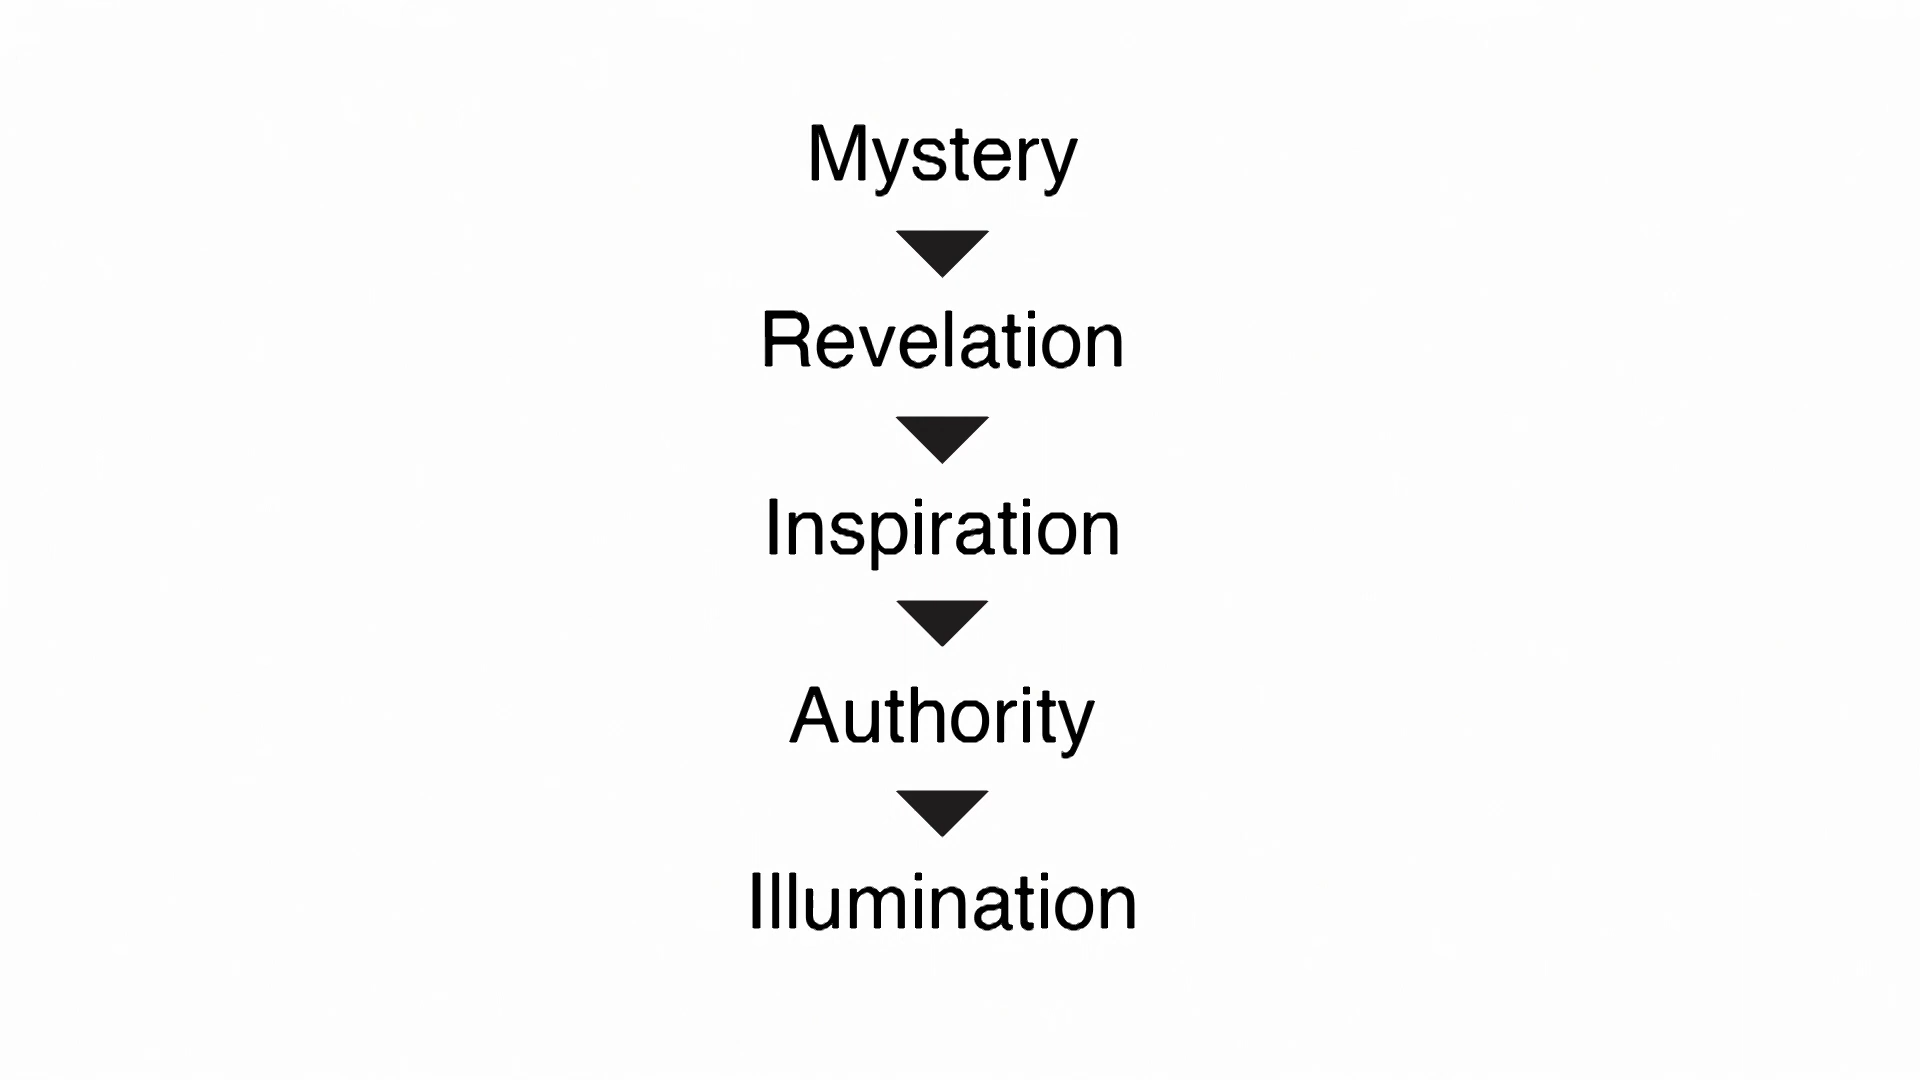 Mystery
Revelation
Inspiration
Authority
Illumination